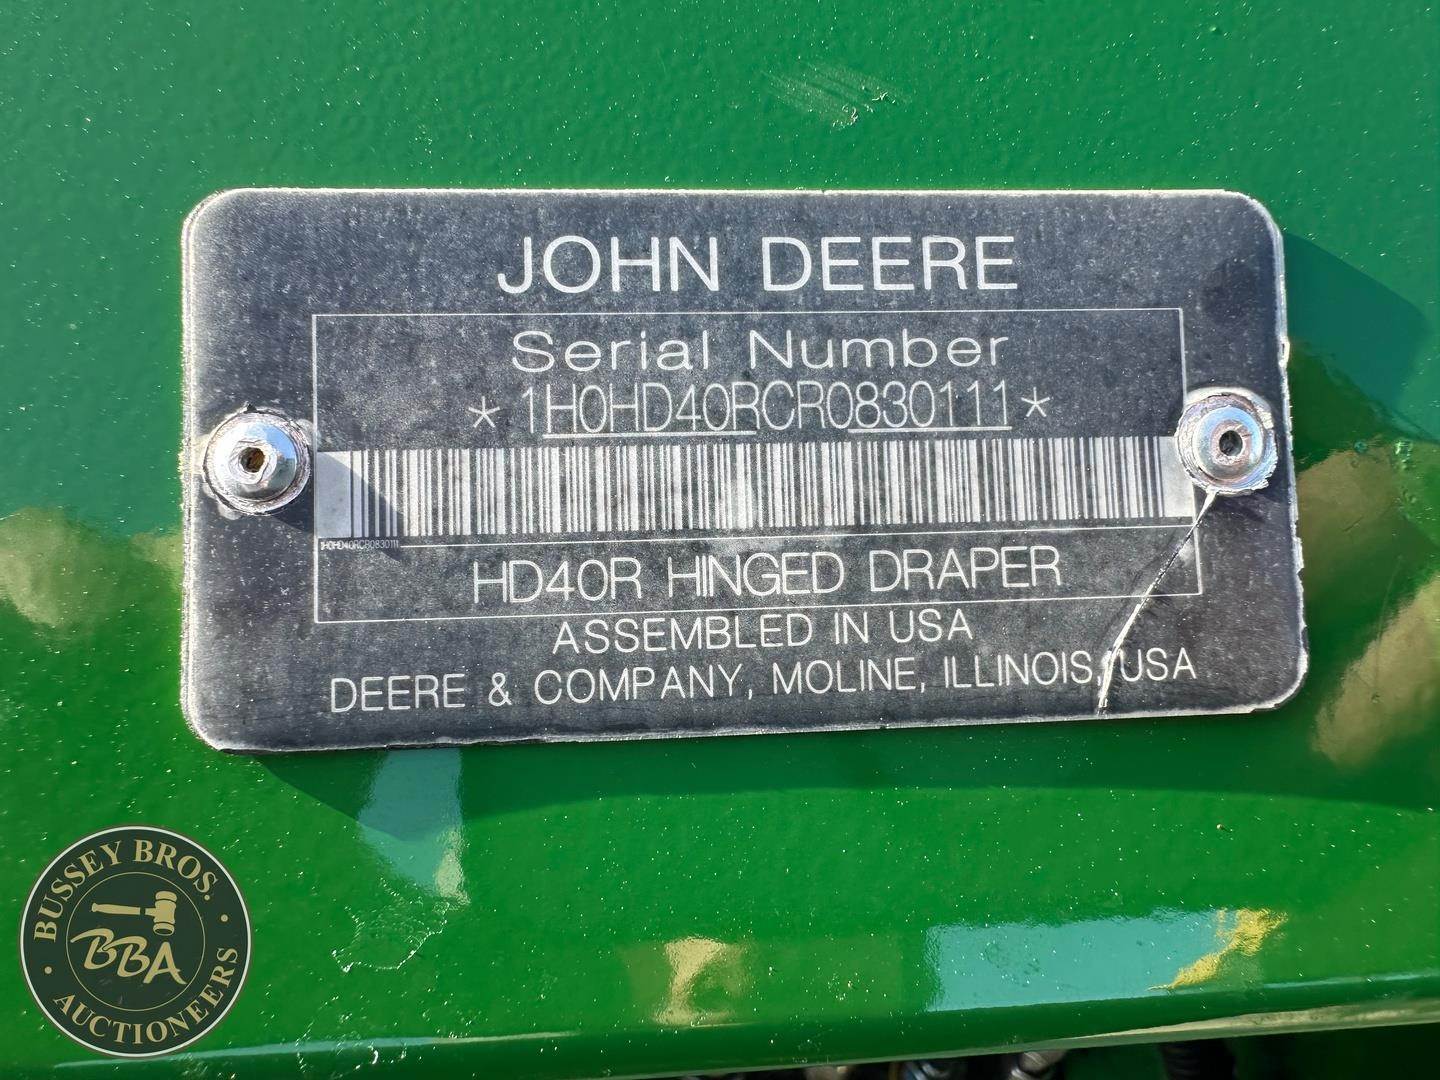 JOHN DEERE
Serial Number
*1H0HD40RCR0830111*
1H0HD40RCR0830111
HD40R HINGED DRAPER
ASSEMBLED IN USA
DEERE & COMPANY, MOLINE, ILLINOIS, USA
BUSSEY BROS.
BBA
AUCTIONEERS